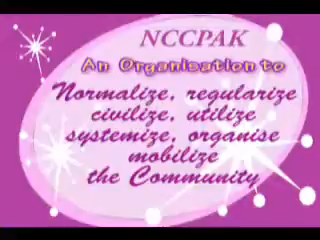 NCCPAK
An Organisation to
Normalize, regularize
civilize, utilize
systemize, organise
mobilize
the Community